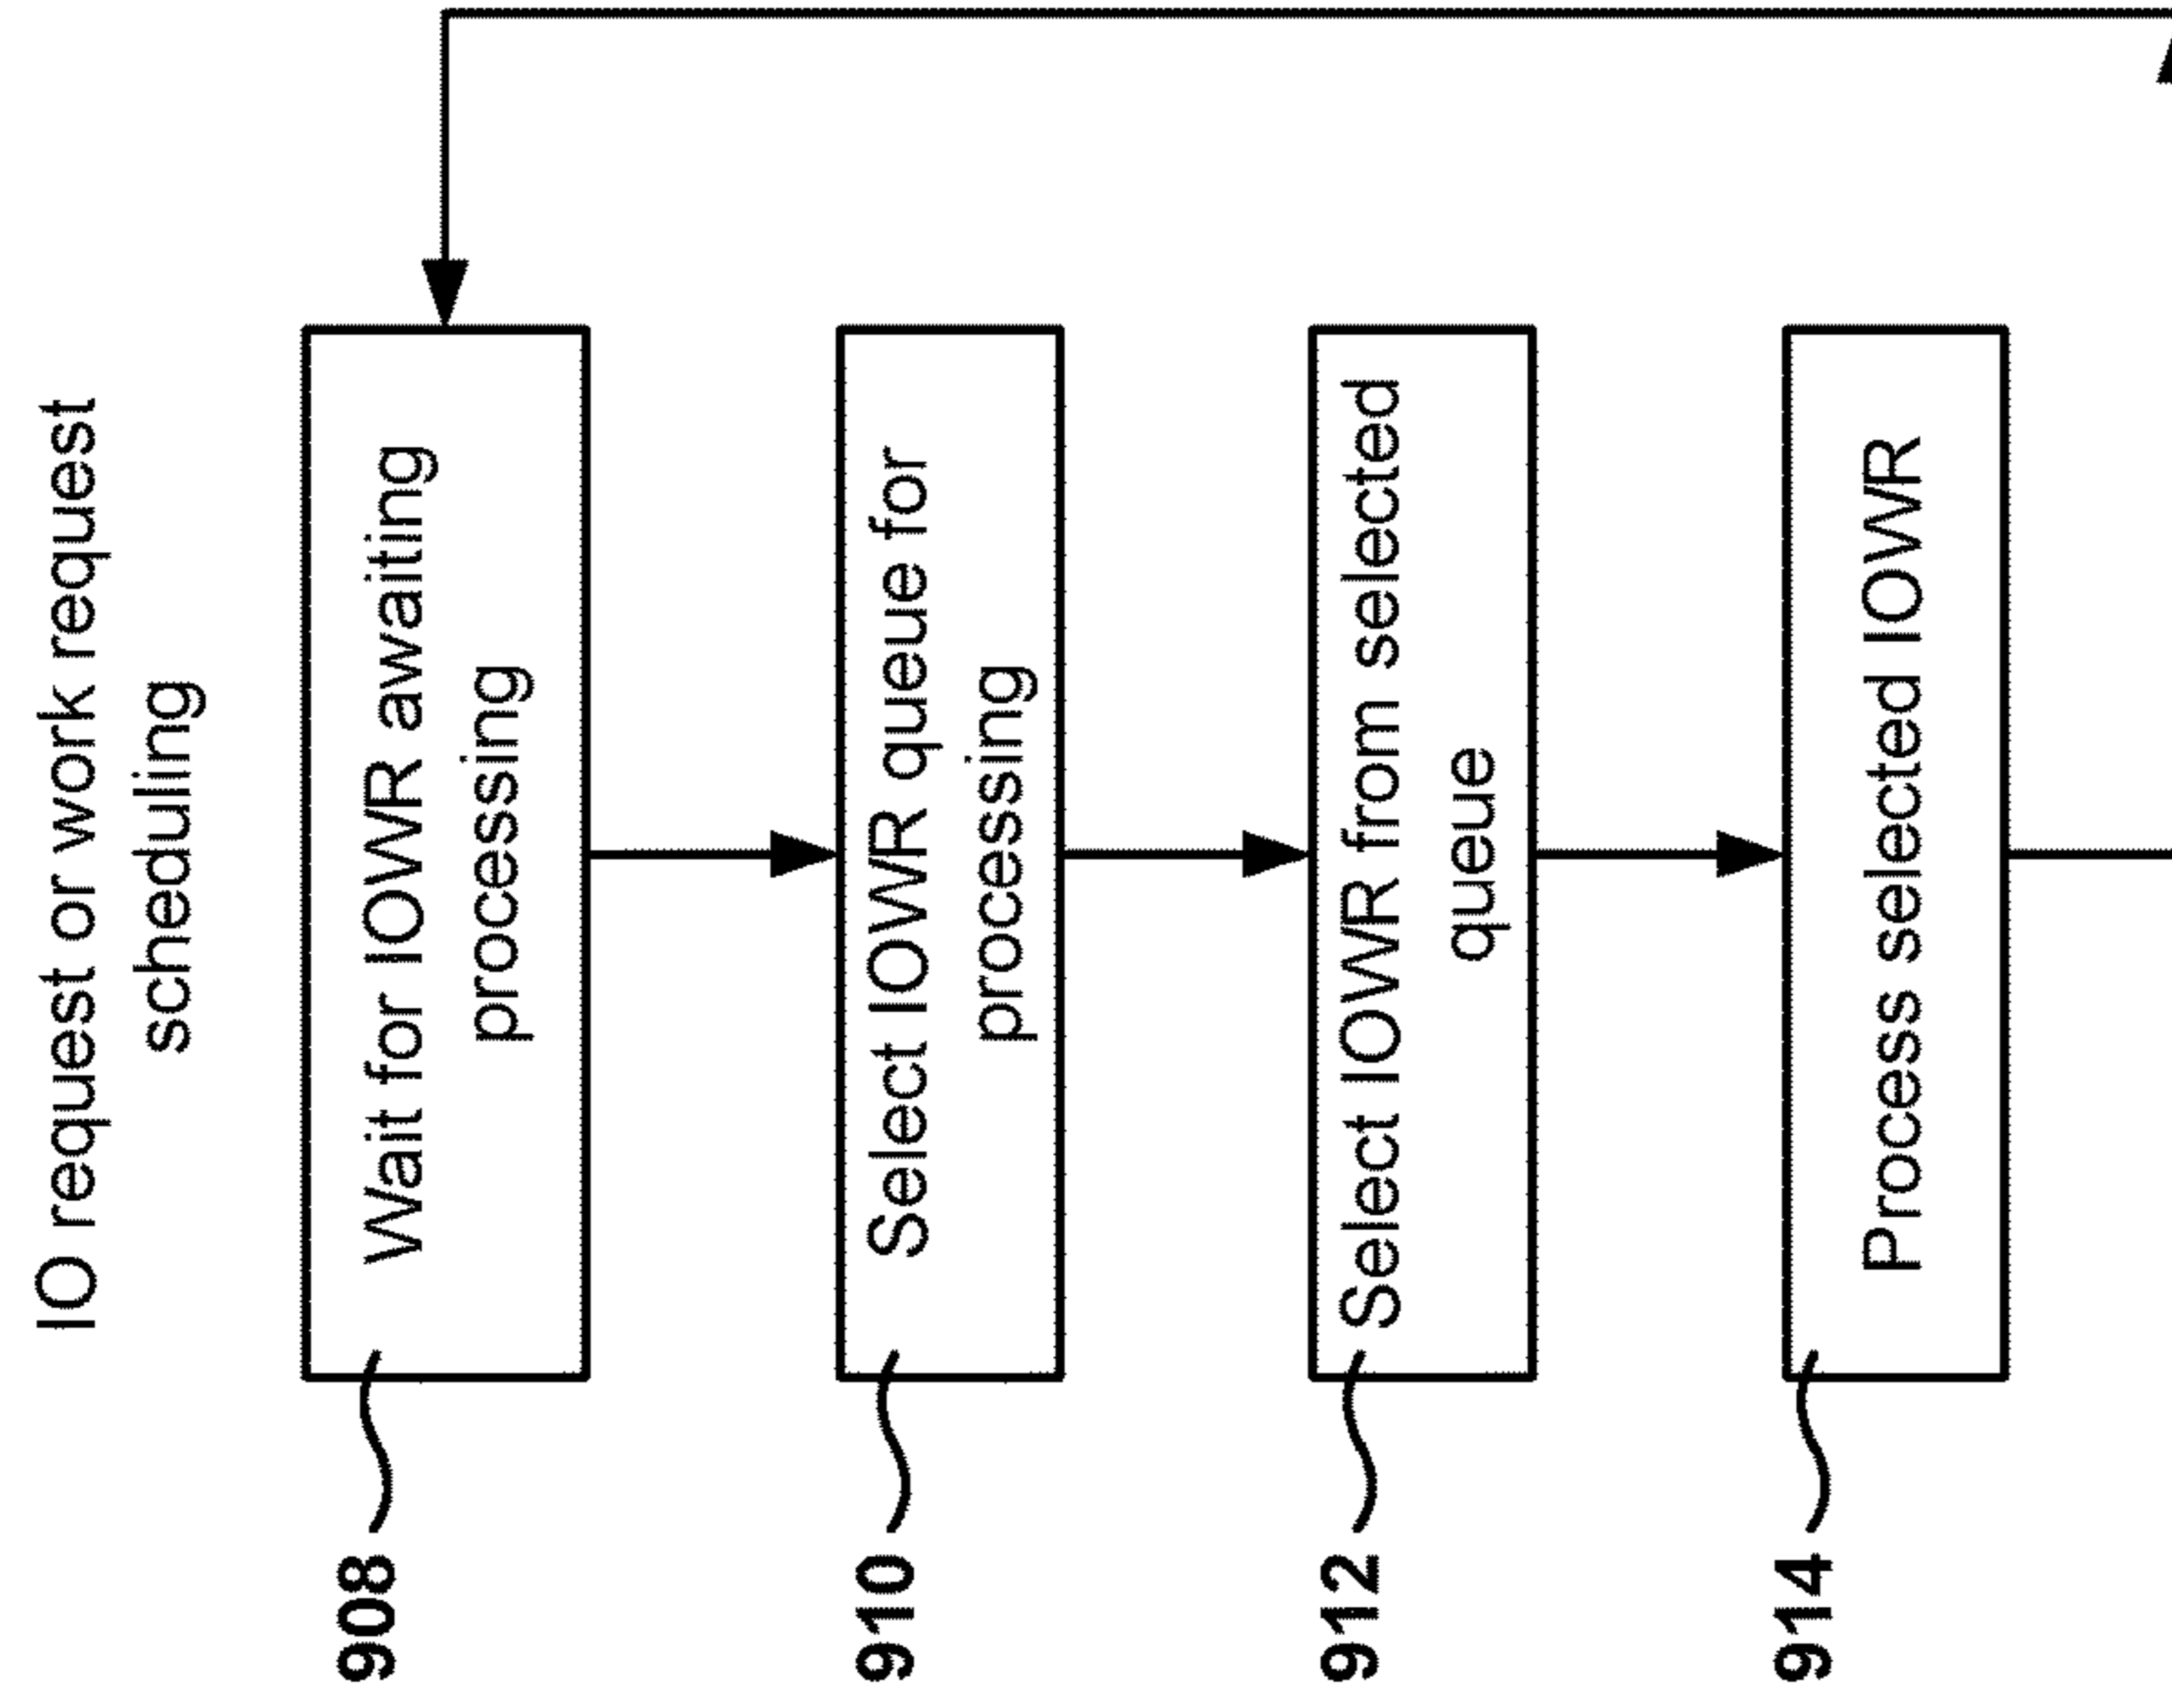 IO request or work request
scheduling
908
Wait for IOWR awaiting
processing
910
Select IOWR queue for
processing
912
Select IOWR from selected
queue
914
Process selected IOWR